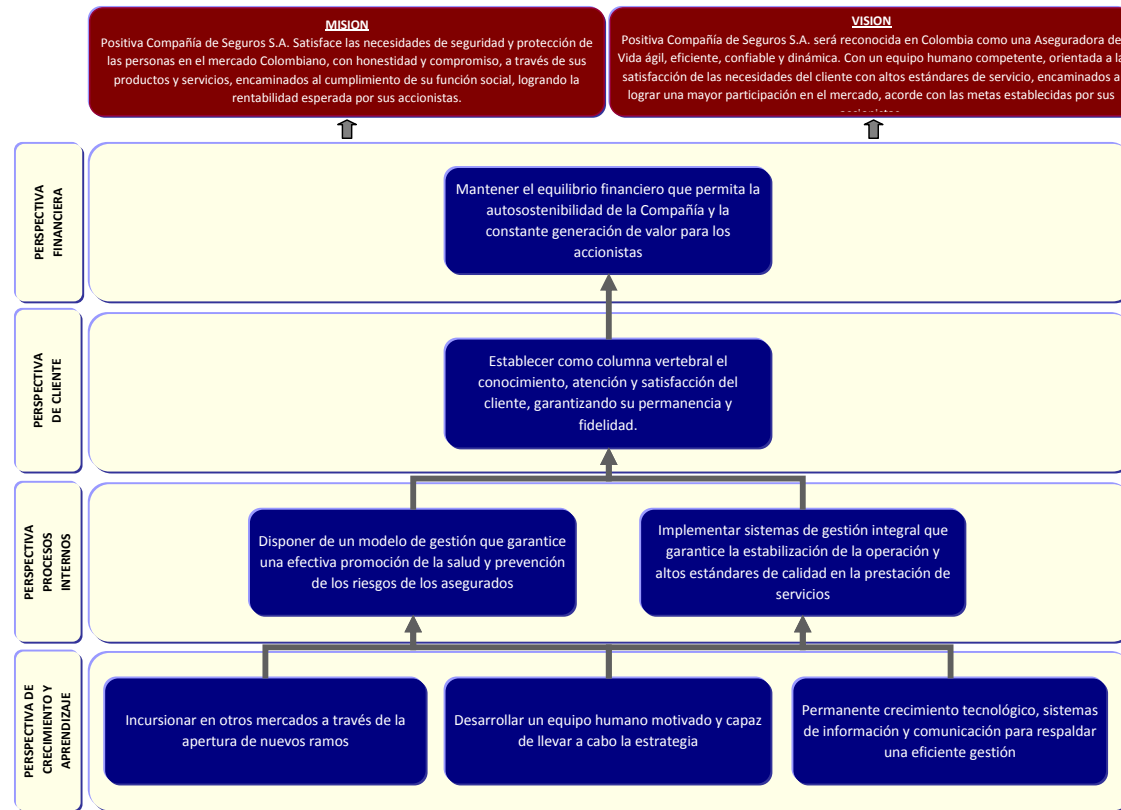 MISION
Positiva Compañía de Seguros S.A. Satisface las necesidades de seguridad y protección de
las personas en el mercado Colombiano, con honestidad y compromiso, a través de sus
productos y servicios, encaminados al cumplimiento de su función social, logrando la
rentabilidad esperada por sus accionistas.
VISION
Positiva Compañía de Seguros S.A. será reconocida en Colombia como una Aseguradora de
Vida ágil, eficiente, confiable y dinámica. Con un equipo humano competente, orientada a la
satisfacción de las necesidades del cliente con altos estándares de servicio, encaminados a
lograr una mayor participación en el mercado, acorde con las metas establecidas por sus
PERSPECTIVA
FINANCIERA
Mantener el equilibrio financiero que permita la
autosostenibilidad de la Compañía y la
constante generación de valor para los
accionistas
PERSPECTIVA
DE CLIENTE
Establecer como columna vertebral el
conocimiento, atención y satisfacción del
cliente, garantizando su permanencia y
fidelidad.
PERSPECTIVA
PROCESOS
INTERNOS
Disponer de un modelo de gestión que garantice
una efectiva promoción de la salud y prevención
de los riesgos de los asegurados
Implementar sistemas de gestión integral que
garantice la estabilización de la operación y
altos estándares de calidad en la prestación de
servicios
PERSPECTIVA DE
CRECIMIENTO Y
APRENDIZAJE
Incursionar en otros mercados a través de la
apertura de nuevos ramos
Desarrollar un equipo humano motivado y capaz
de llevar a cabo la estrategia
Permanente crecimiento tecnológico, sistemas
de información y comunicación para respaldar
una eficiente gestión